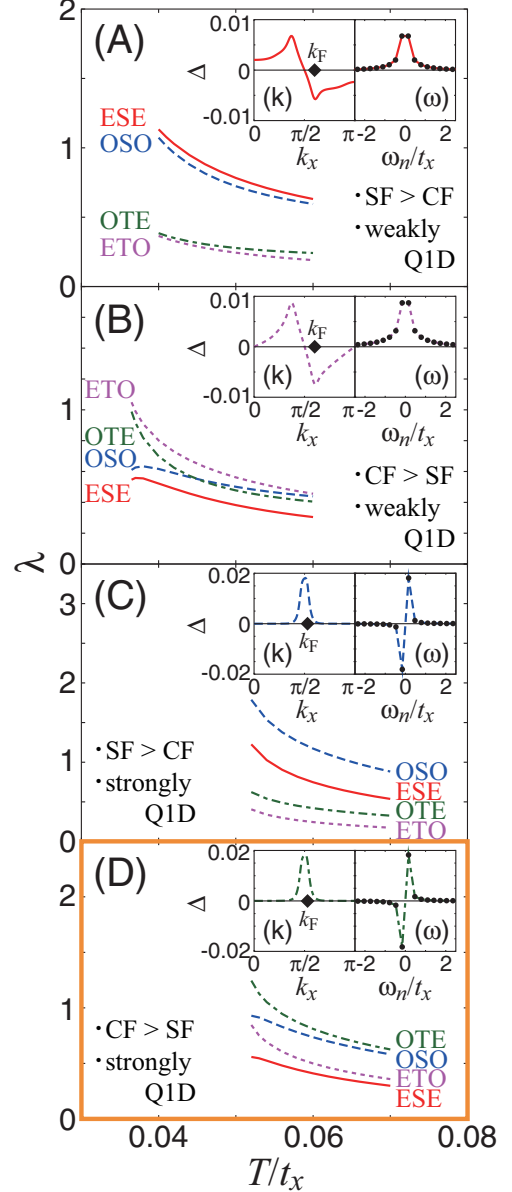 (A)
0.01
0
-0.01
Δ
k_F
(k)
(ω)
0
π/2
π
-2
0
2
k_x
ω_n/t_x
2
1
0
ESE
OSO
OTE
ETO
・SF > CF
・weakly
Q1D
(B)
0.01
0
-0.01
Δ
k_F
(k)
(ω)
0
π/2
π
-2
0
2
k_x
ω_n/t_x
2
1
0
ETO
OTE
OSO
ESE
・CF > SF
・weakly
Q1D
λ
(C)
0.02
0
-0.02
Δ
k_F
(k)
(ω)
0
π/2
π
-2
0
2
k_x
ω_n/t_x
3
2
1
0
・SF > CF
・strongly
Q1D
OSO
ESE
OTE
ETO
(D)
0.02
0
-0.02
Δ
k_F
(k)
(ω)
0
π/2
π
-2
0
2
k_x
ω_n/t_x
2
1
0
・CF > SF
・strongly
Q1D
OTE
OSO
ETO
ESE
0.04
0.06
0.08
T/t_x